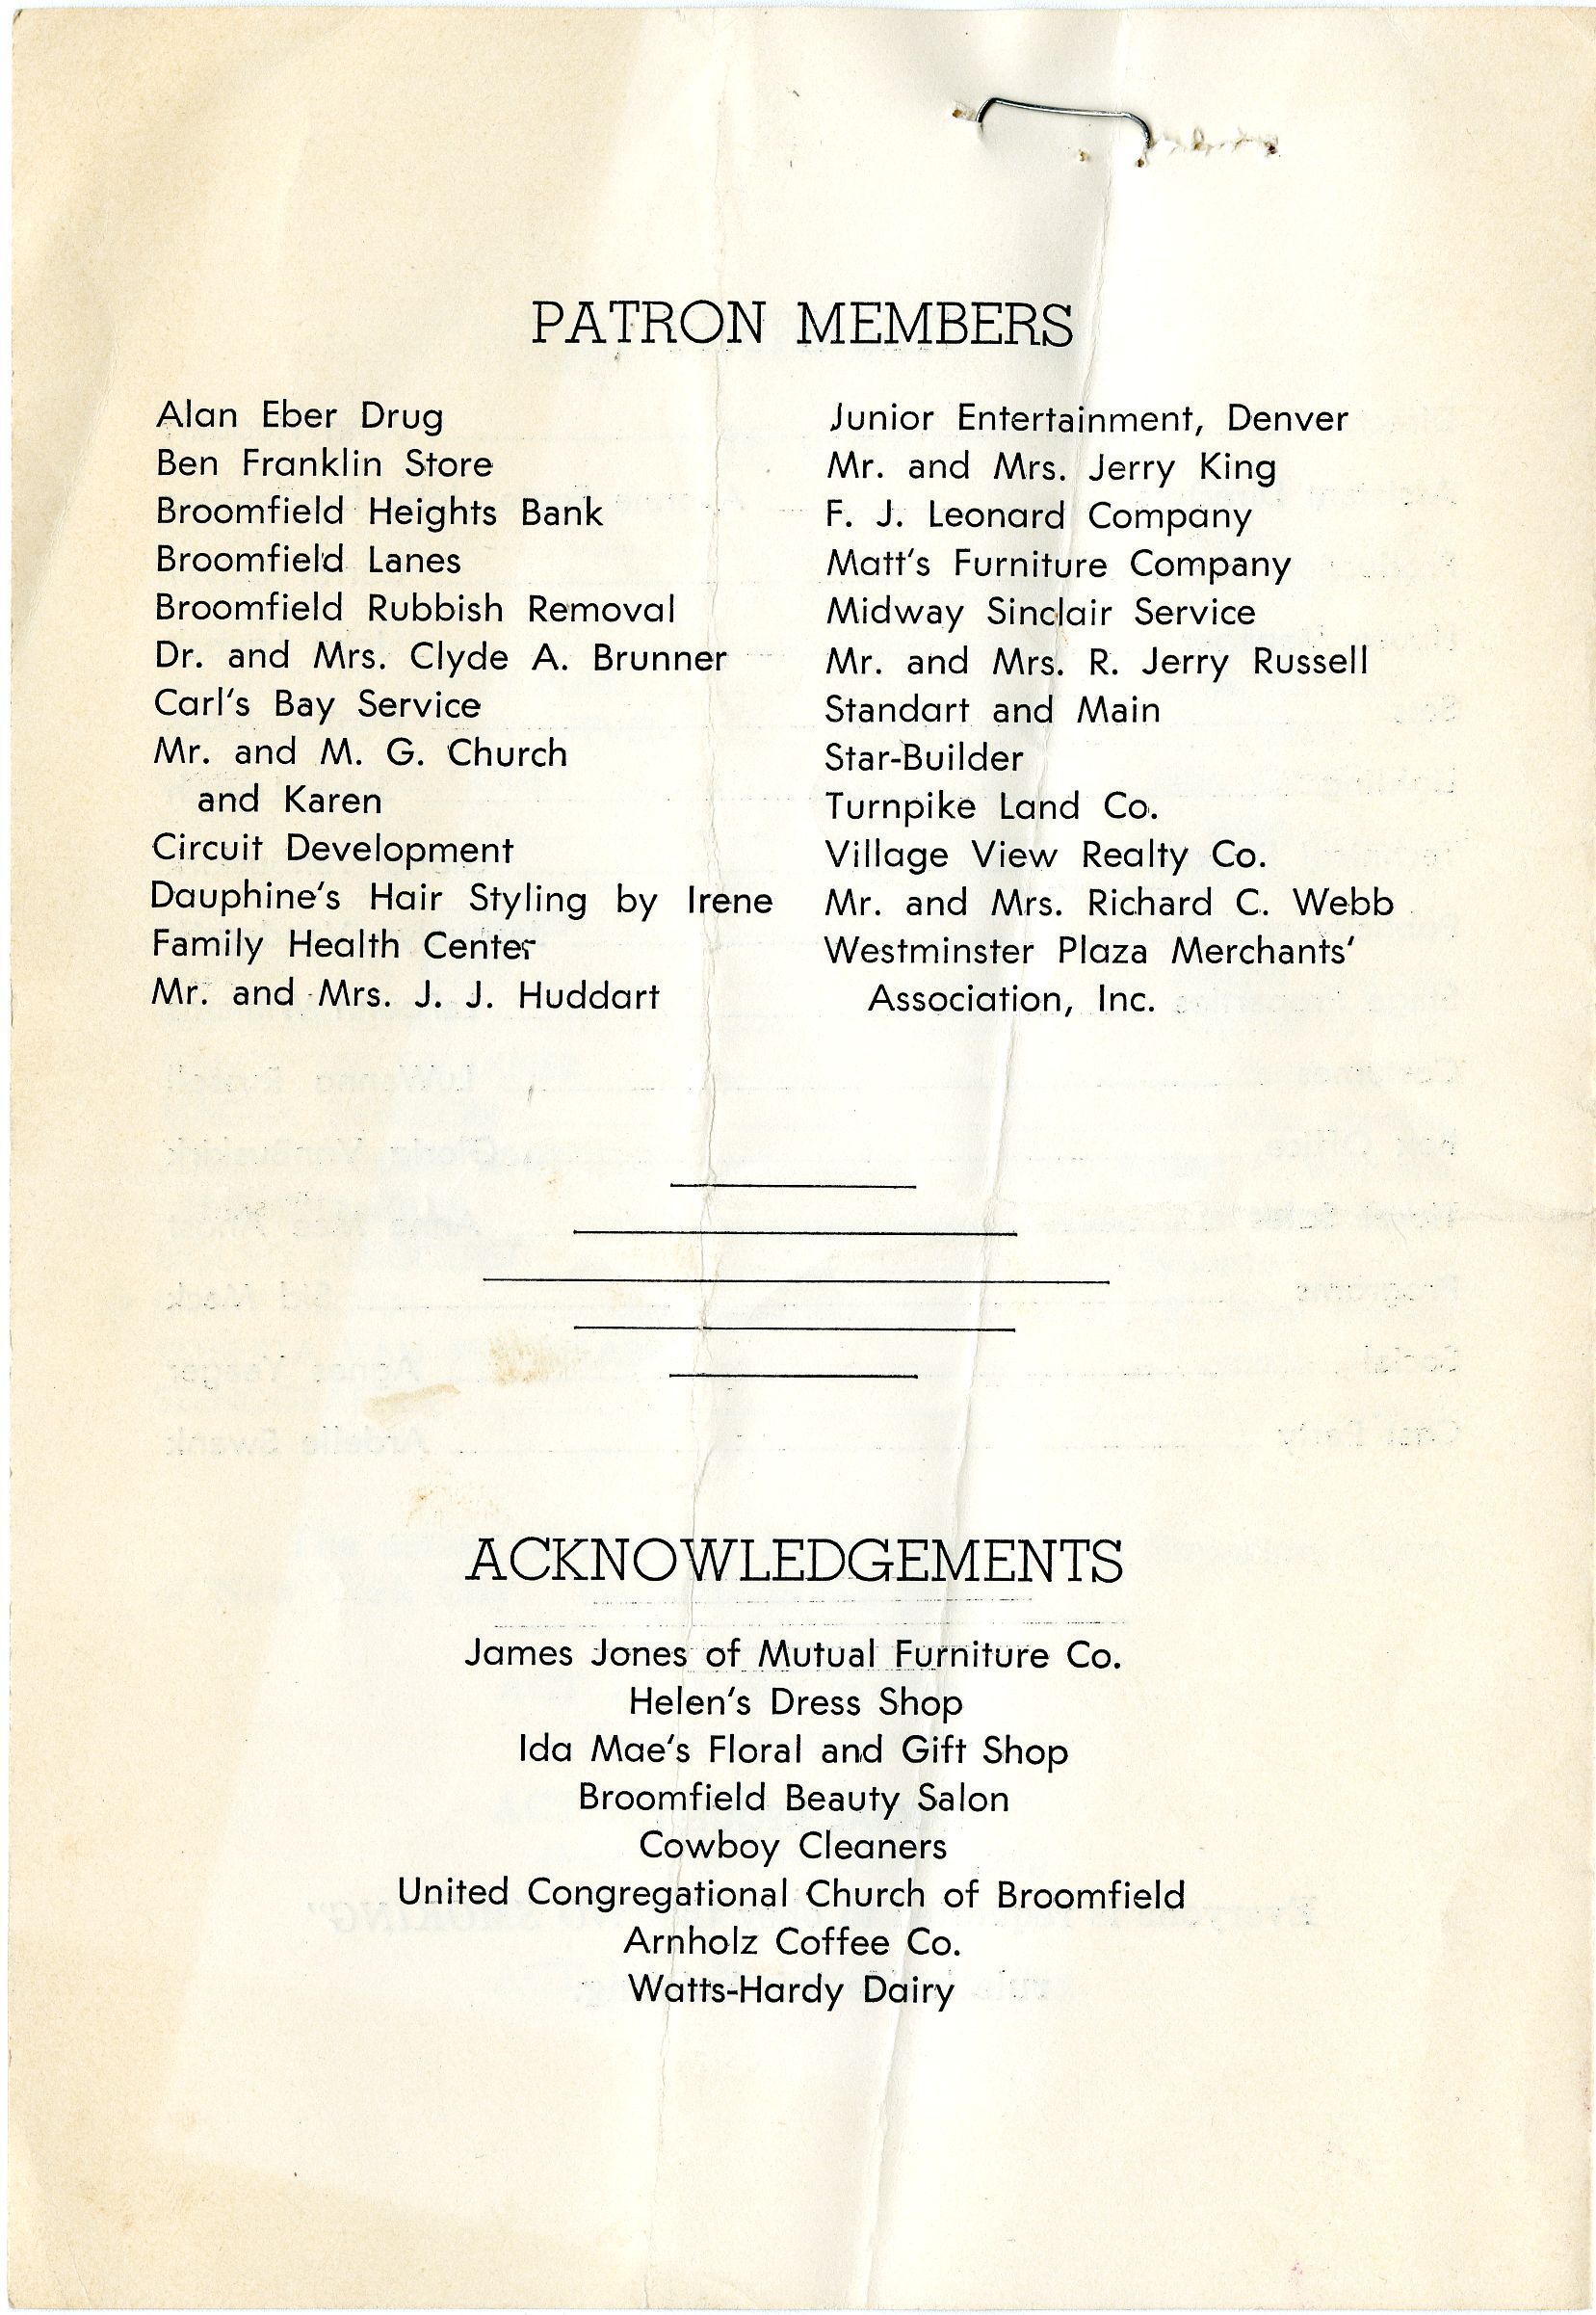 PATRON MEMBERS
Alan Eber Drug
Ben Franklin Store
Broomfield Heights Bank
Broomfield Lanes
Broomfield Rubbish Removal
Dr. and Mrs. Clyde A. Brunner
Carl's Bay Service
Mr. and M. G. Church
and Karen
Circuit Development
Dauphine's Hair Styling by Irene
Family Health Center
Mr. and Mrs. J. J. Huddart
Junior Entertainment, Denver
Mr. and Mrs. Jerry King
F. J. Leonard Company
Matt's Furniture Company
Midway Sinclair Service
Mr. and Mrs. R. Jerry Russell
Standart and Main
Star-Builder
Turnpike Land Co.
Village View Realty Co.
Mr. and Mrs. Richard C. Webb
Westminster Plaza Merchants'
Association, Inc.
ACKNOWLEDGEMENTS
James Jones of Mutual Furniture Co.
Helen's Dress Shop
Ida Mae's Floral and Gift Shop
Broomfield Beauty Salon
Cowboy Cleaners
United Congregational Church of Broomfield
Arnholz Coffee Co.
Watts-Hardy Dairy